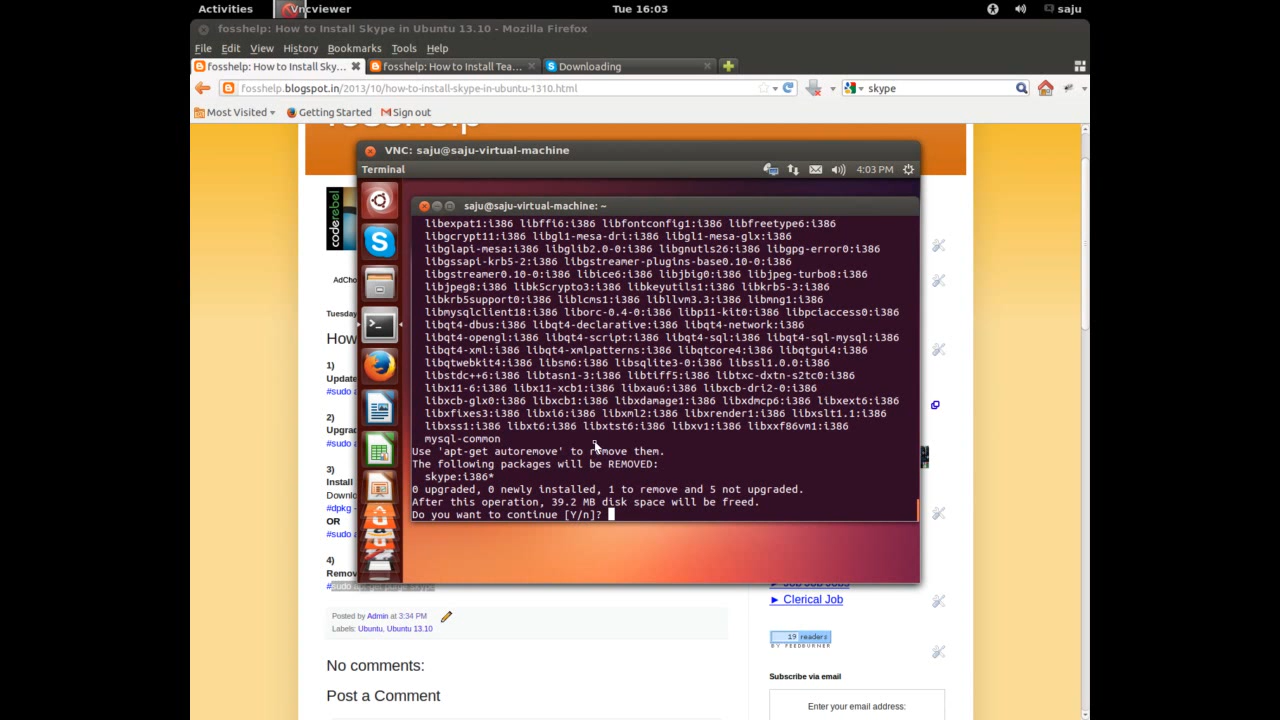 Activities
Vncviewer
Tue 16:03
saju
fosshelp: How to Install Skype in Ubuntu 13.10 - Mozilla Firefox
File Edit View History Bookmarks Tools Help
fosshelp: How to Install Sky...
fosshelp: How to Install Tea...
Downloading
fosshelp.blogspot.in/2013/10/how-to-install-skype-in-ubuntu-1310.html
skype
Most Visited
Getting Started
Sign out
VNC: saju@saju-virtual-machine
Terminal
4:03 PM
saju@saju-virtual-machine: ~
libexpat1:i386 libffi6:i386 libfontconfig1:i386 libfreetype6:i386
libgcrypt11:i386 libgl1-mesa-dri:i386 libgl1-mesa-glx:i386
libglapi-mesa:i386 libglib2.0-0:i386 libgnutls26:i386 libgpg-error0:i386
libgssapi-krb5-2:i386 libgstreamer-plugins-base0.10-0:i386
libgstreamer0.10-0:i386 libice6:i386 libjbig0:i386 libjpeg-turbo8:i386
libjpeg8:i386 libk5crypto3:i386 libkeyutils1:i386 libkrb5-3:i386
libkrb5support0:i386 liblcms1:i386 libllvm3.3:i386 libmng1:i386
libmysqlclient18:i386 liborc-0.4-0:i386 libp11-kit0:i386 libpciaccess0:i386
libqt4-dbus:i386 libqt4-declarative:i386 libqt4-network:i386
libqt4-opengl:i386 libqt4-script:i386 libqt4-sql:i386 libqt4-sql-mysql:i386
libqt4-xml:i386 libqt4-xmlpatterns:i386 libqtcore4:i386 libqtgui4:i386
libqtwebkit4:i386 libsm6:i386 libsqlite3-0:i386 libssl1.0.0:i386
libstdc++6:i386 libtasn1-3:i386 libtiff5:i386 libtxc-dxtn-s2tc0:i386
libx11-6:i386 libx11-xcb1:i386 libxau6:i386 libxcb-dri2-0:i386
libxcb-glx0:i386 libxcb1:i386 libxdamage1:i386 libxdmcp6:i386 libxext6:i386
libxfixes3:i386 libxi6:i386 libxml2:i386 libxrender1:i386 libxslt1.1:i386
libxss1:i386 libxt6:i386 libxtst6:i386 libxv1:i386 libxxf86vm1:i386
mysql-common
Use 'apt-get autoremove' to remove them.
The following packages will be REMOVED:
skype:i386*
0 upgraded, 0 newly installed, 1 to remove and 5 not upgraded.
After this operation, 39.2 MB disk space will be freed.
Do you want to continue [Y/n]?
coderebel
AdCho
Tuesday
How
1)
Update
#sudo a
2)
Upgra
#sudo a
3)
Install
Downlo
#dpkg -
OR
#sudo a
4)
Remov
Posted by Admin at 3:34 PM
Labels: Ubuntu, Ubuntu 13.10
No comments:
Post a Comment
► Clerical Job
19 readers
BY FEEDBURNER
Subscribe via email
Enter your email address: